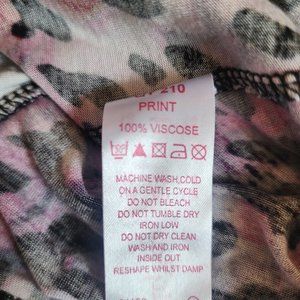 210
PRINT
100% VISCOSE
MACHINE WASH COLD
ON A GENTLE CYCLE
DO NOT BLEACH
DO NOT TUMBLE DRY
IRON LOW
DO NOT DRY CLEAN
WASH AND IRON
INSIDE OUT
RESHAPE WHILST DAMP